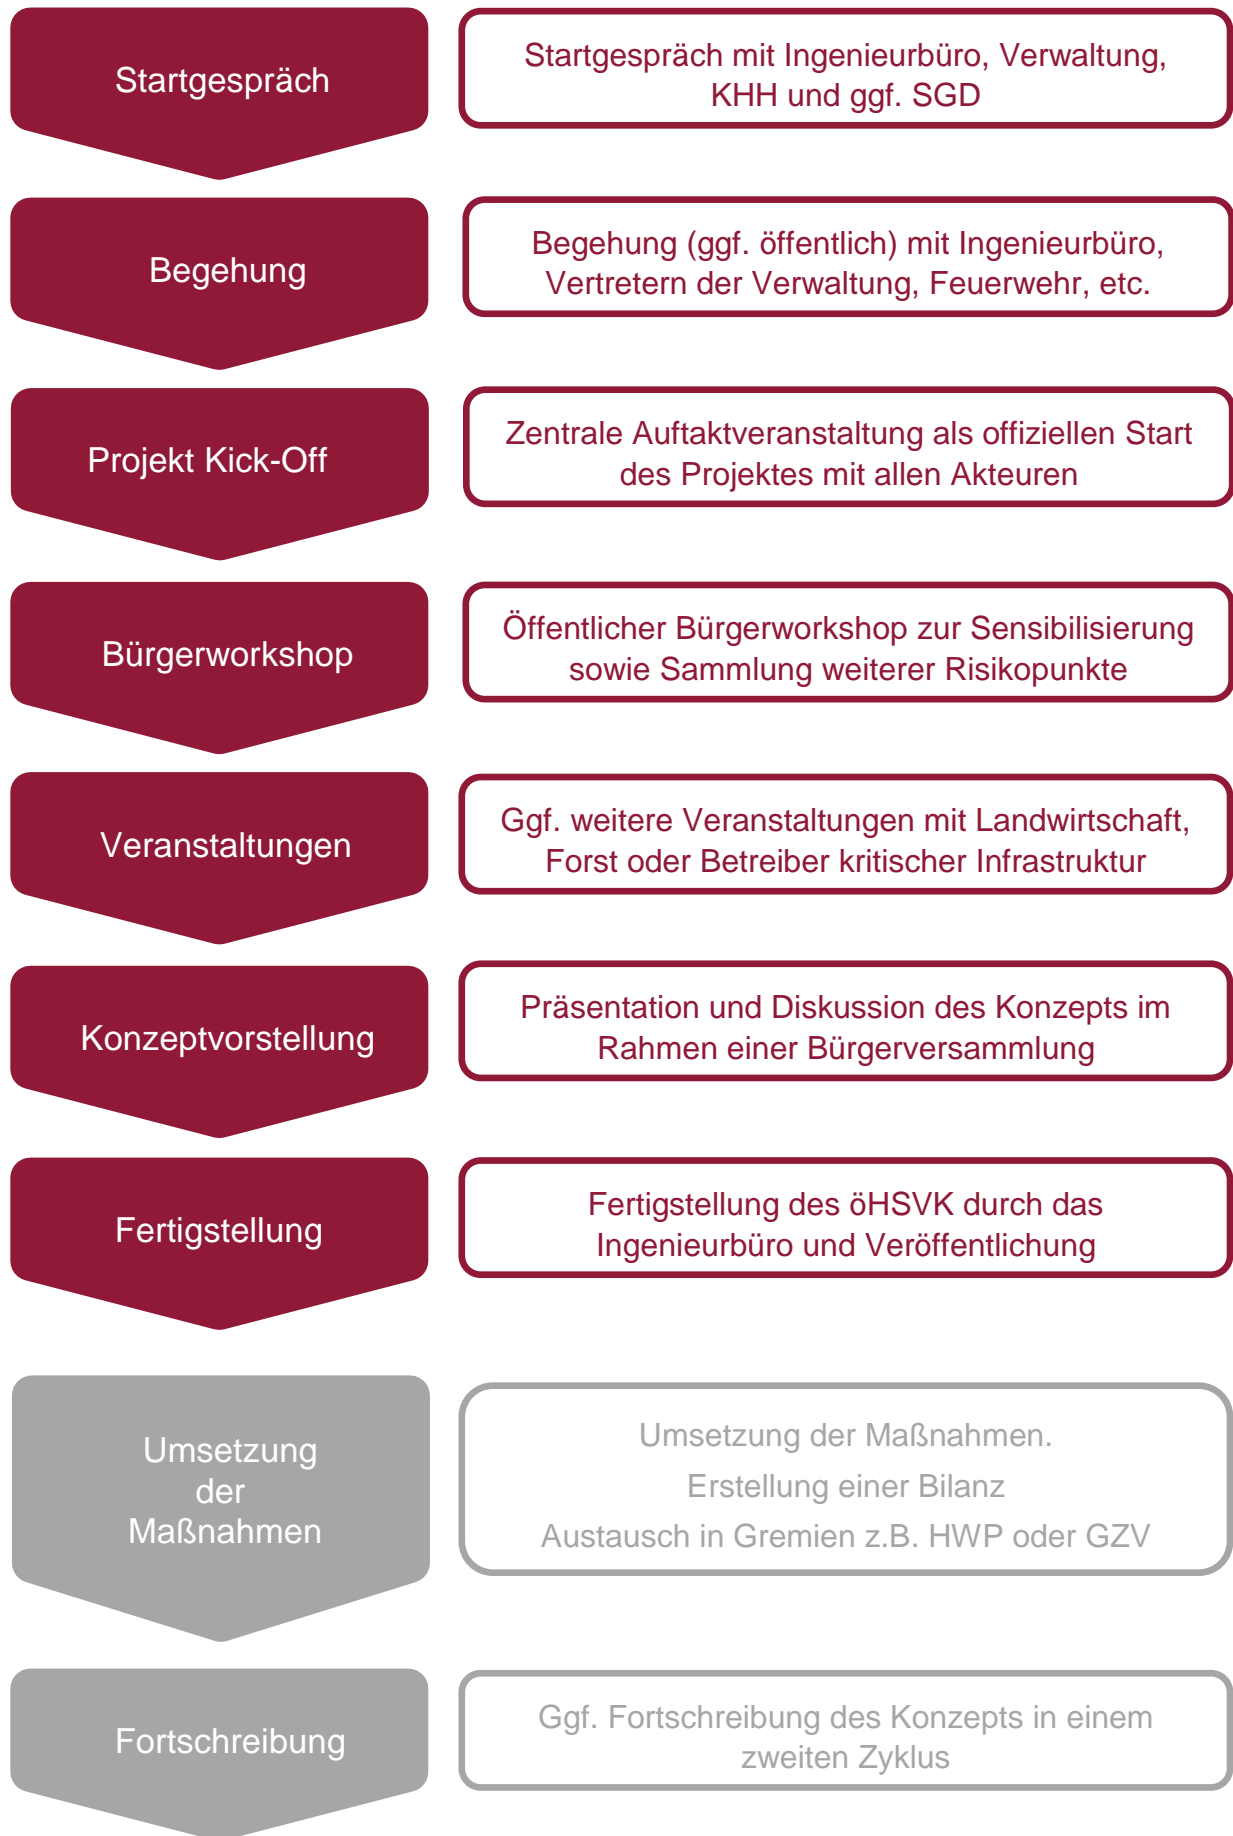 Startgespräch
Startgespräch mit Ingenieurbüro, Verwaltung,
KHH und ggf. SGD
Begehung
Begehung (ggf. öffentlich) mit Ingenieurbüro,
Vertretern der Verwaltung, Feuerwehr, etc.
Projekt Kick-Off
Zentrale Auftaktveranstaltung als offiziellen Start
des Projektes mit allen Akteuren
Bürgerworkshop
Öffentlicher Bürgerworkshop zur Sensibilisierung
sowie Sammlung weiterer Risikopunkte
Veranstaltungen
Ggf. weitere Veranstaltungen mit Landwirtschaft,
Forst oder Betreiber kritischer Infrastruktur
Konzeptvorstellung
Präsentation und Diskussion des Konzepts im
Rahmen einer Bürgerversammlung
Fertigstellung
Fertigstellung des öHSVK durch das
Ingenieurbüro und Veröffentlichung
Umsetzung
der
Maßnahmen
Umsetzung der Maßnahmen.
Erstellung einer Bilanz
Austausch in Gremien z.B. HWP oder GZV
Fortschreibung
Ggf. Fortschreibung des Konzepts in einem
zweiten Zyklus